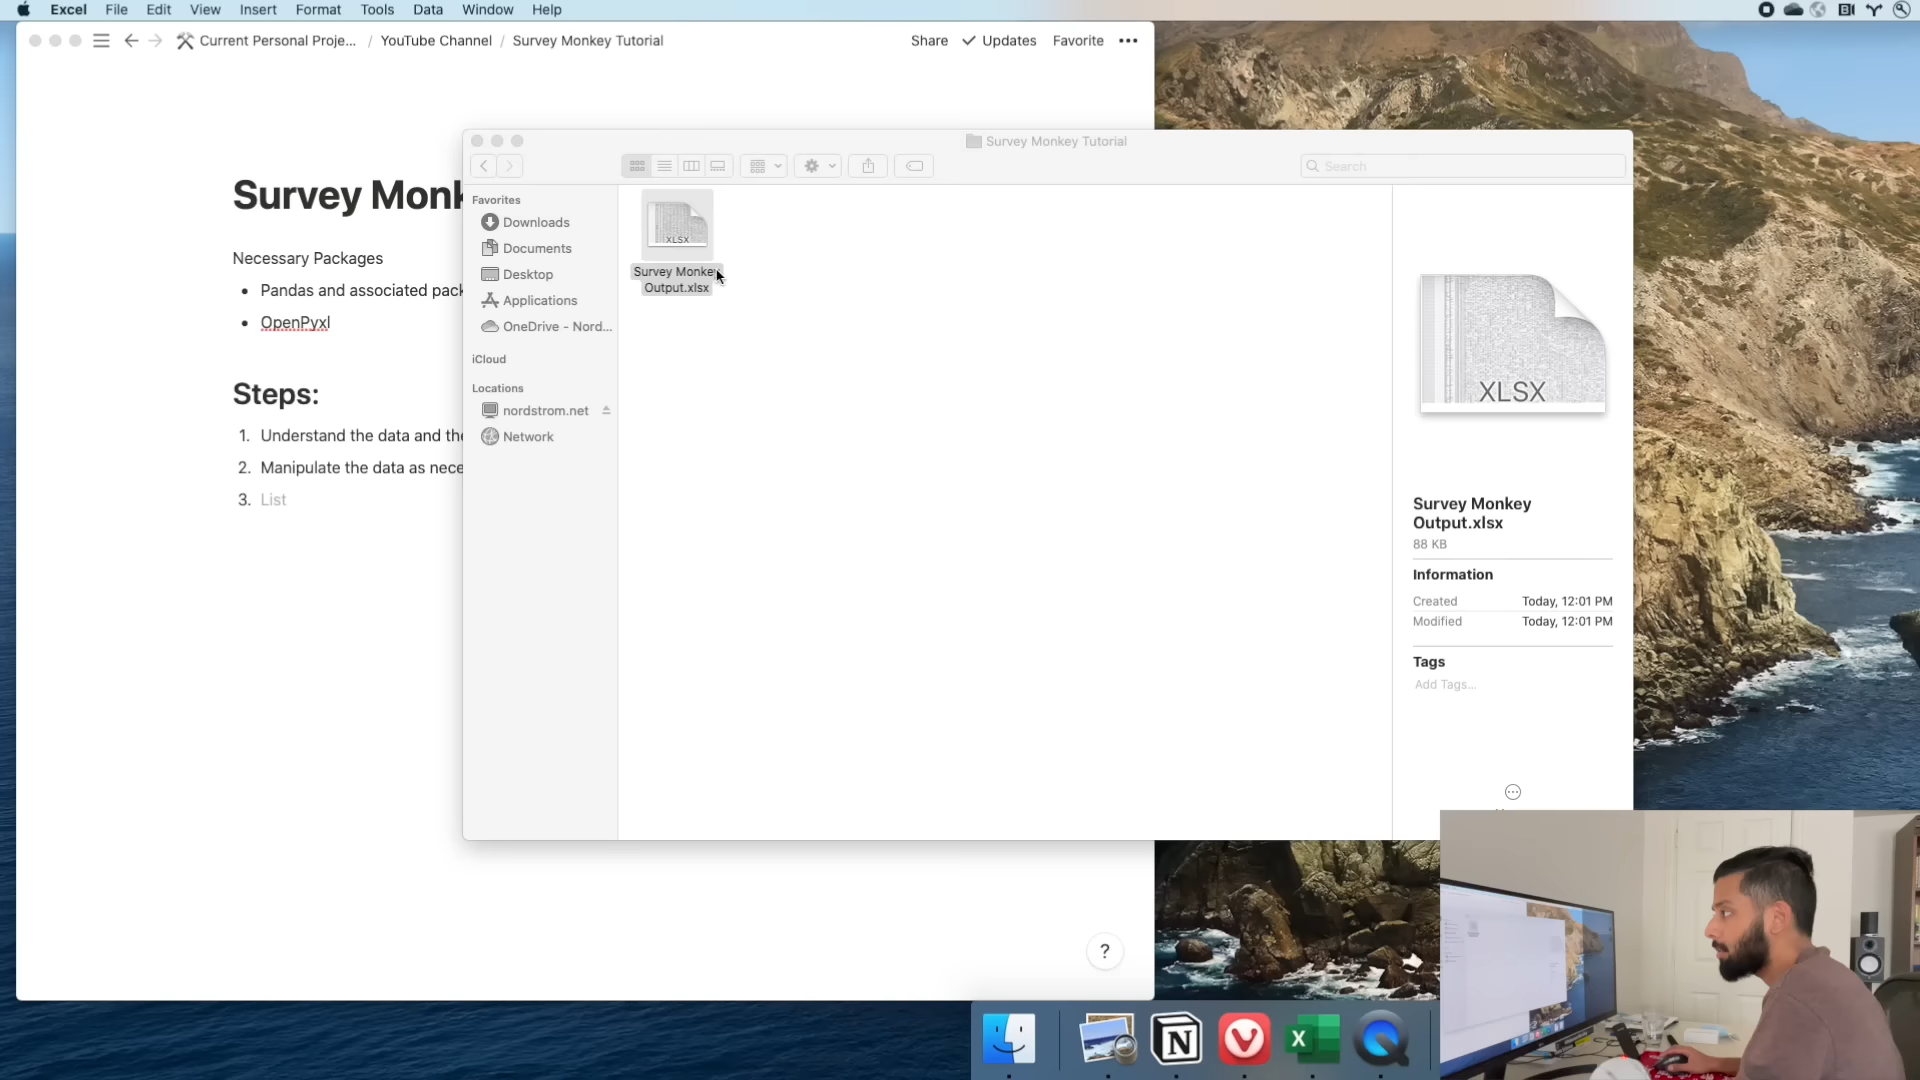 Excel File Edit View Insert Format Tools Data Window Help
Current Personal Proje... / YouTube Channel / Survey Monkey Tutorial
Share Updates Favorite •••
Survey Monk
Necessary Packages
• Pandas and associated pack
• OpenPyxl
Steps:
1. Understand the data and the
2. Manipulate the data as nece
3. List
?
Survey Monkey Tutorial
Search
Favorites
Downloads
Documents
Desktop
Applications
OneDrive - Nord...
iCloud
Locations
nordstrom.net
Network
XLSX
Survey Monkey
Output.xlsx
XLSX
Survey Monkey
Output.xlsx
88 KB
Information
Created Today, 12:01 PM
Modified Today, 12:01 PM
Tags
Add Tags...